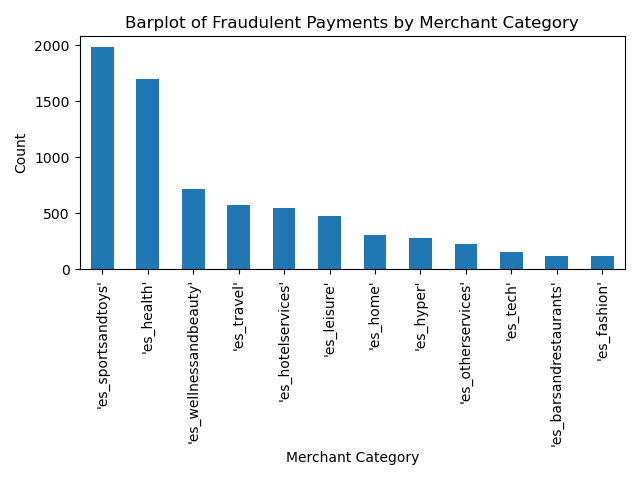 Barplot of Fraudulent Payments by Merchant Category
Count
2000
1500
1000
500
0
'es_sportsandtoys'
'es_health'
'es_wellnessandbeauty'
'es_travel'
'es_hotelservices'
'es_leisure'
'es_home'
'es_hyper'
'es_otherservices'
'es_tech'
'es_barsandrestaurants'
'es_fashion'
Merchant Category